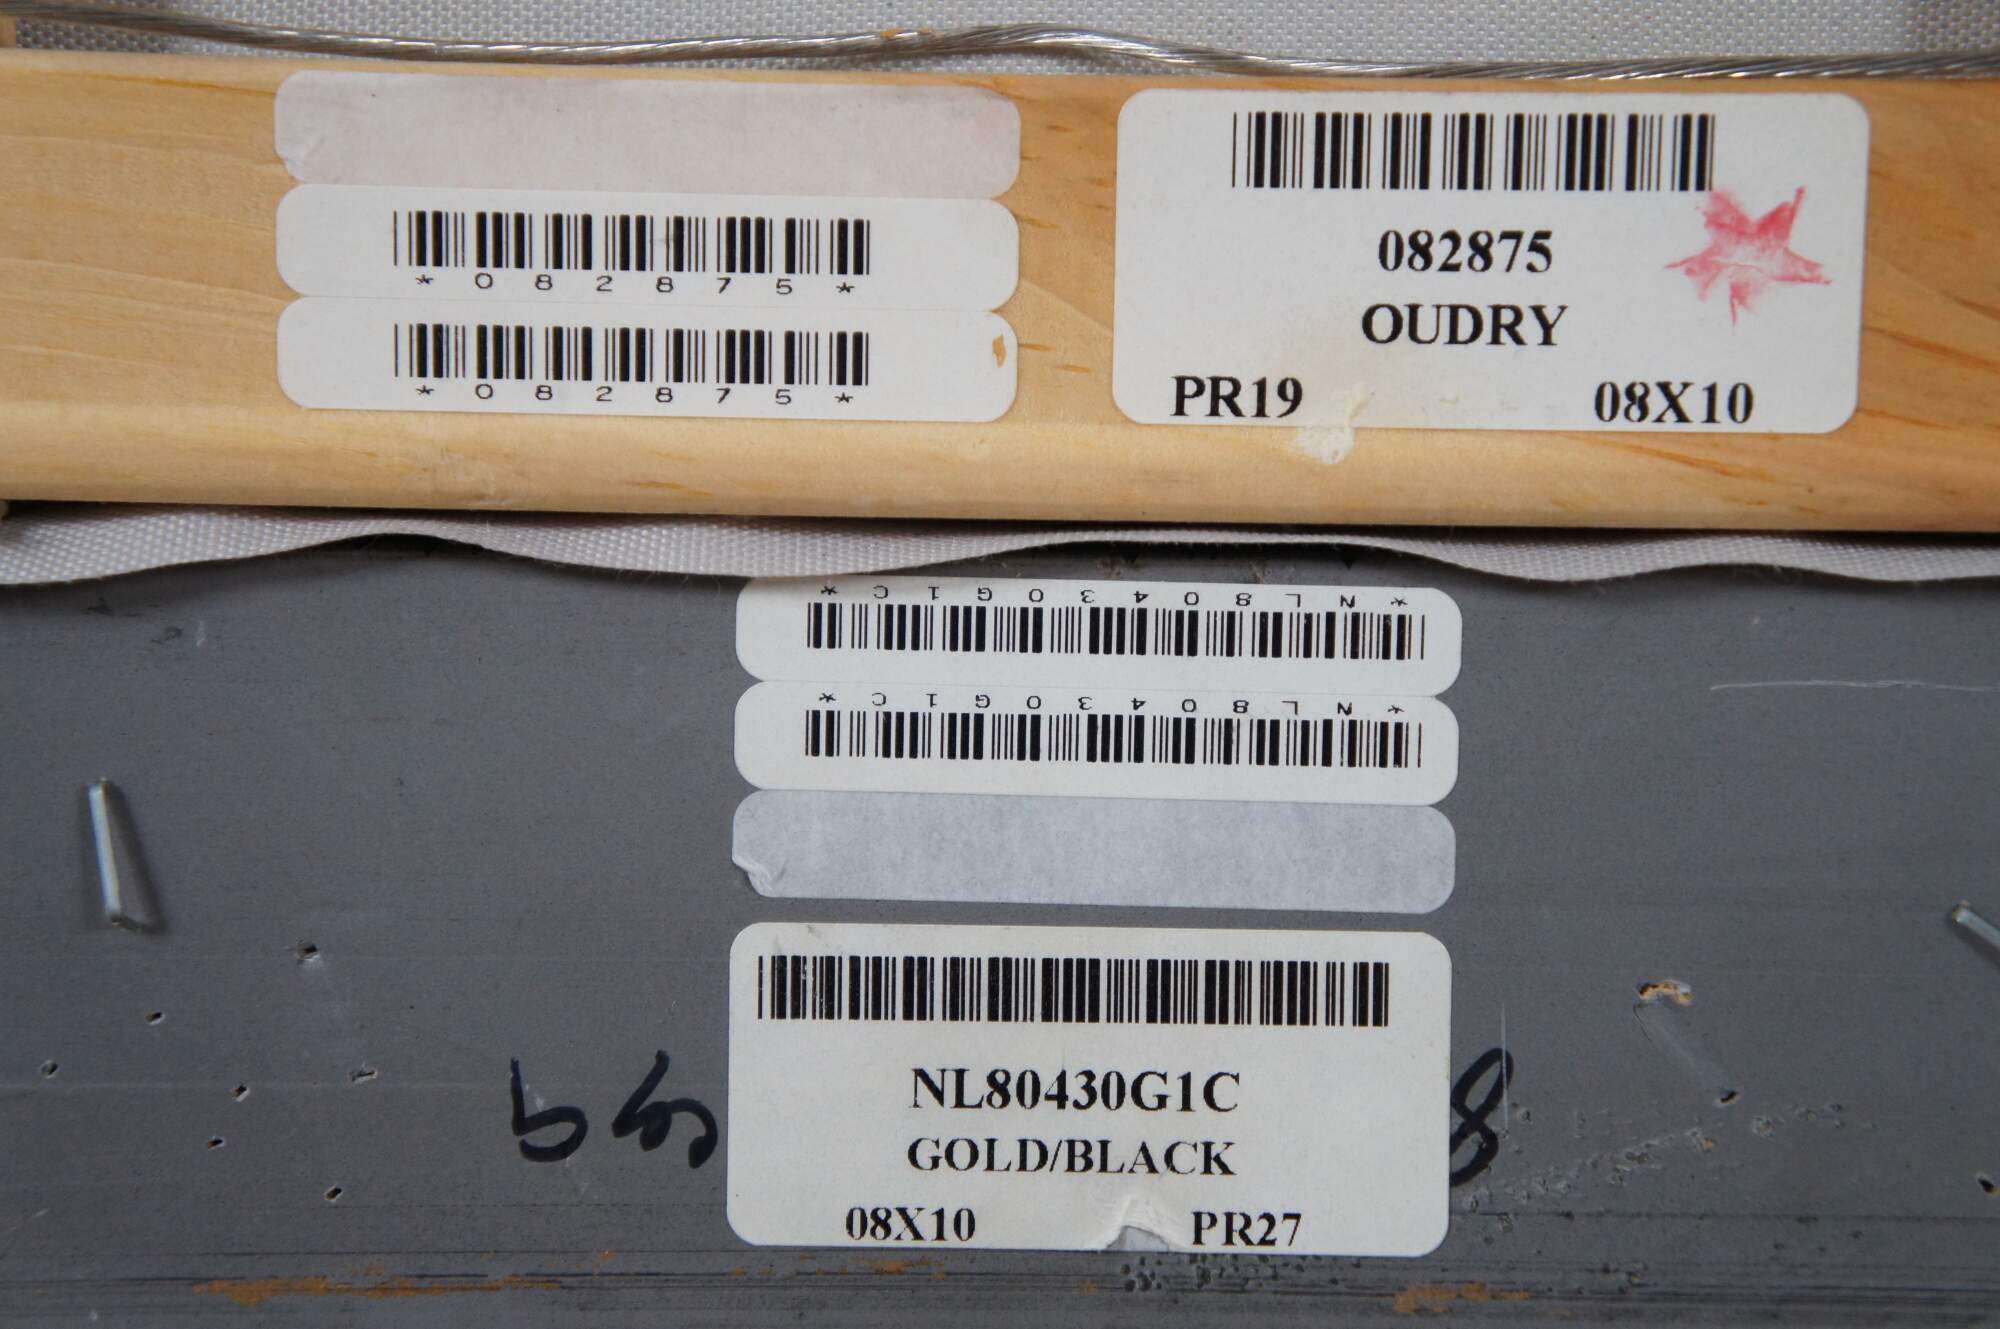 *082875*
*082875*
082875
OUDRY
PR19 08X10
*NL80430G1C*
*NL80430G1C*
NL80430G1C
GOLD/BLACK
08X10 PR27